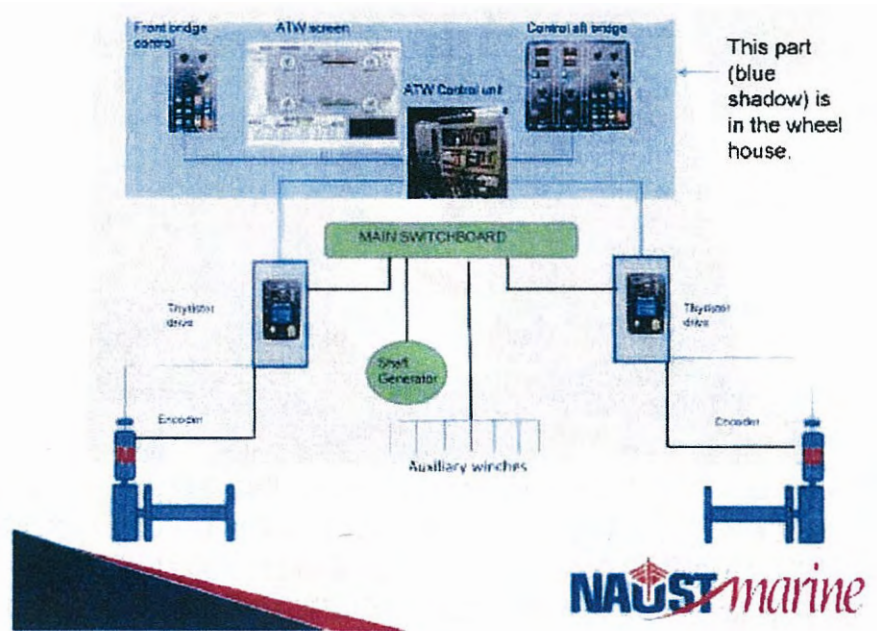 Front bridge
control
ATW screen
Control aft bridge
This part
(blue
shadow) is
in the wheel
house.
ATW Control unit
MAIN SWITCHBOARD
Thyristor
drive
Thyristor
drive
Shaft
Generator
Encoder
Encoder
Auxiliary winches
NAUST marine